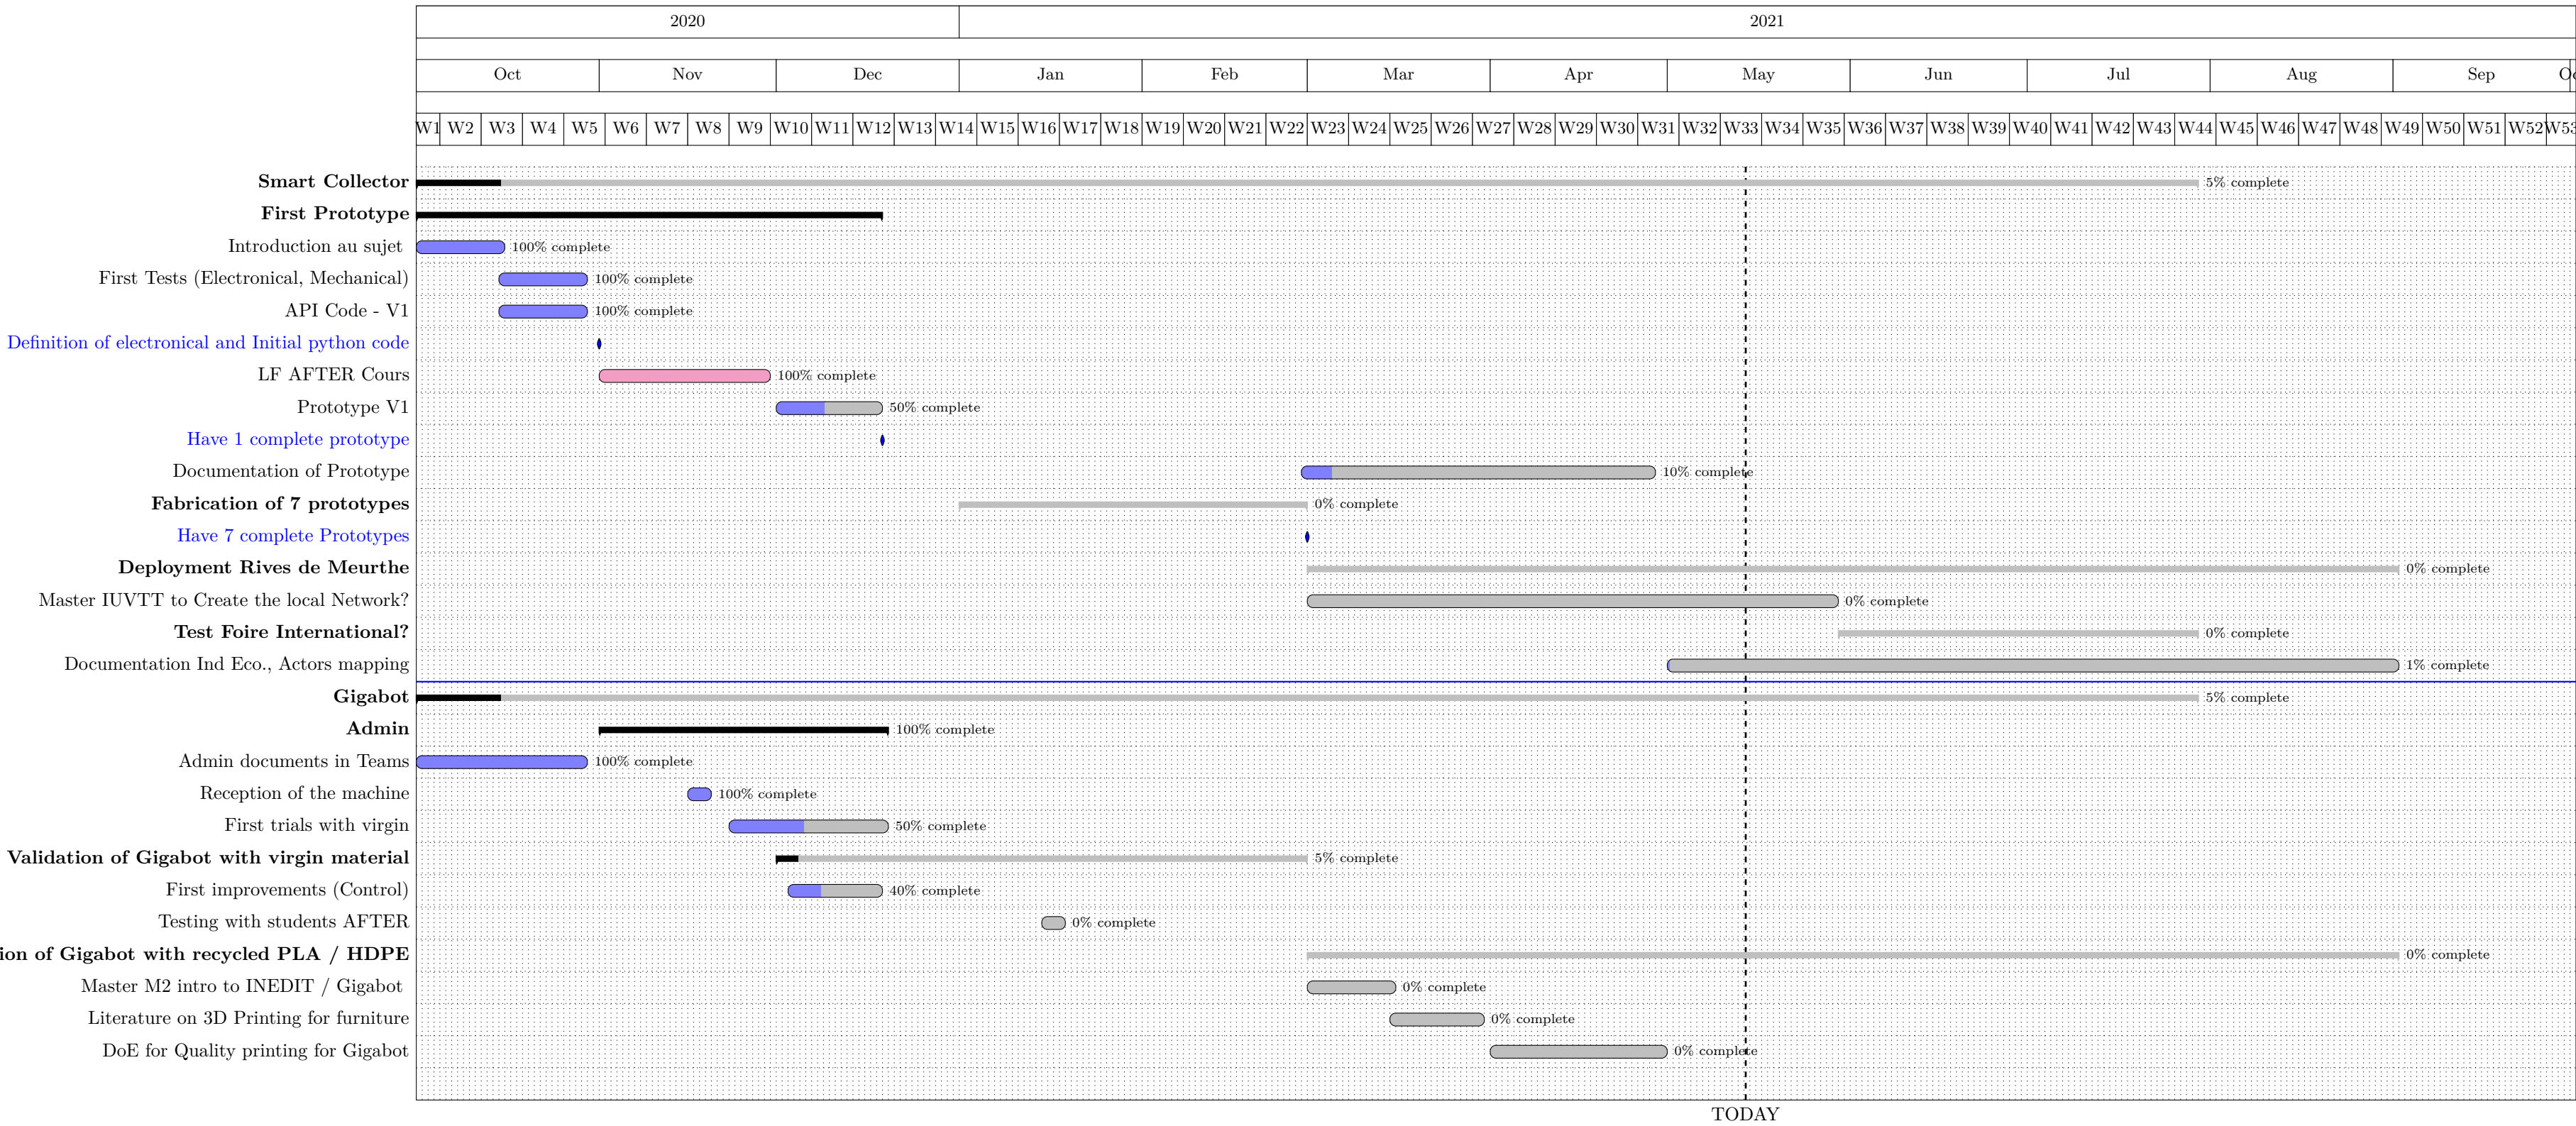 2020 2021
Oct Nov Dec Jan Feb Mar Apr May Jun Jul Aug Sep
W1 W2 W3 W4 W5 W6 W7 W8 W9 W10 W11 W12 W13 W14 W15 W16 W17 W18 W19 W20 W21 W22 W23 W24 W25 W26 W27 W28 W29 W30 W31 W32 W33 W34 W35 W36 W37 W38 W39 W40 W41 W42 W43 W44 W45 W46 W47 W48 W49 W50 W51 W52 W53
Smart Collector 5% complete
First Prototype
Introduction au sujet 100% complete
First Tests (Electronical, Mechanical) 100% complete
API Code - V1 100% complete
Definition of electronical and Initial python code
LF AFTER Cours 100% complete
Prototype V1 50% complete
Have 1 complete prototype
Documentation of Prototype 10% complete
Fabrication of 7 prototypes 0% complete
Have 7 complete Prototypes
Deployment Rives de Meurthe 0% complete
Master IUVTT to Create the local Network? 0% complete
Test Foire International? 0% complete
Documentation Ind Eco., Actors mapping 1% complete
Gigabot 5% complete
Admin 100% complete
Admin documents in Teams 100% complete
Reception of the machine 100% complete
First trials with virgin 50% complete
Validation of Gigabot with virgin material 5% complete
First improvements (Control) 40% complete
Testing with students AFTER 0% complete
ion of Gigabot with recycled PLA / HDPE 0% complete
Master M2 intro to INEDIT / Gigabot 0% complete
Literature on 3D Printing for furniture 0% complete
DoE for Quality printing for Gigabot 0% complete
TODAY